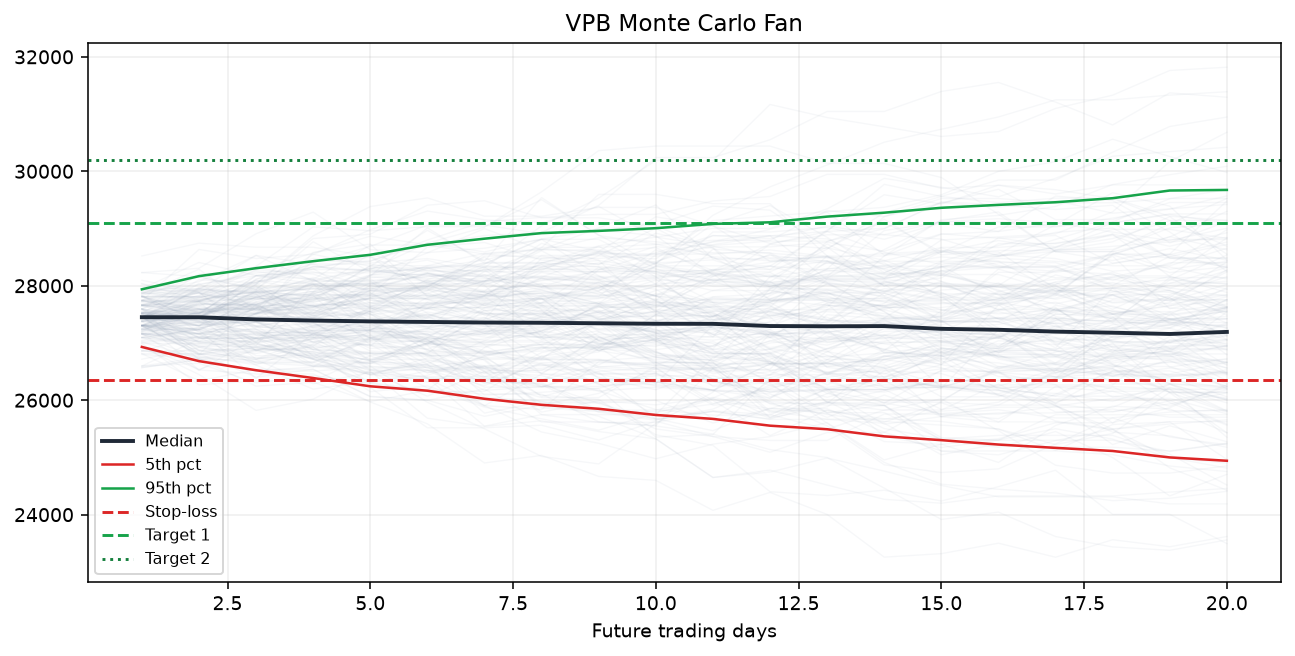 VPB Monte Carlo Fan
32000
30000
28000
26000
24000
Median
5th pct
95th pct
Stop-loss
Target 1
Target 2
2.5
5.0
7.5
10.0
12.5
15.0
17.5
20.0
Future trading days